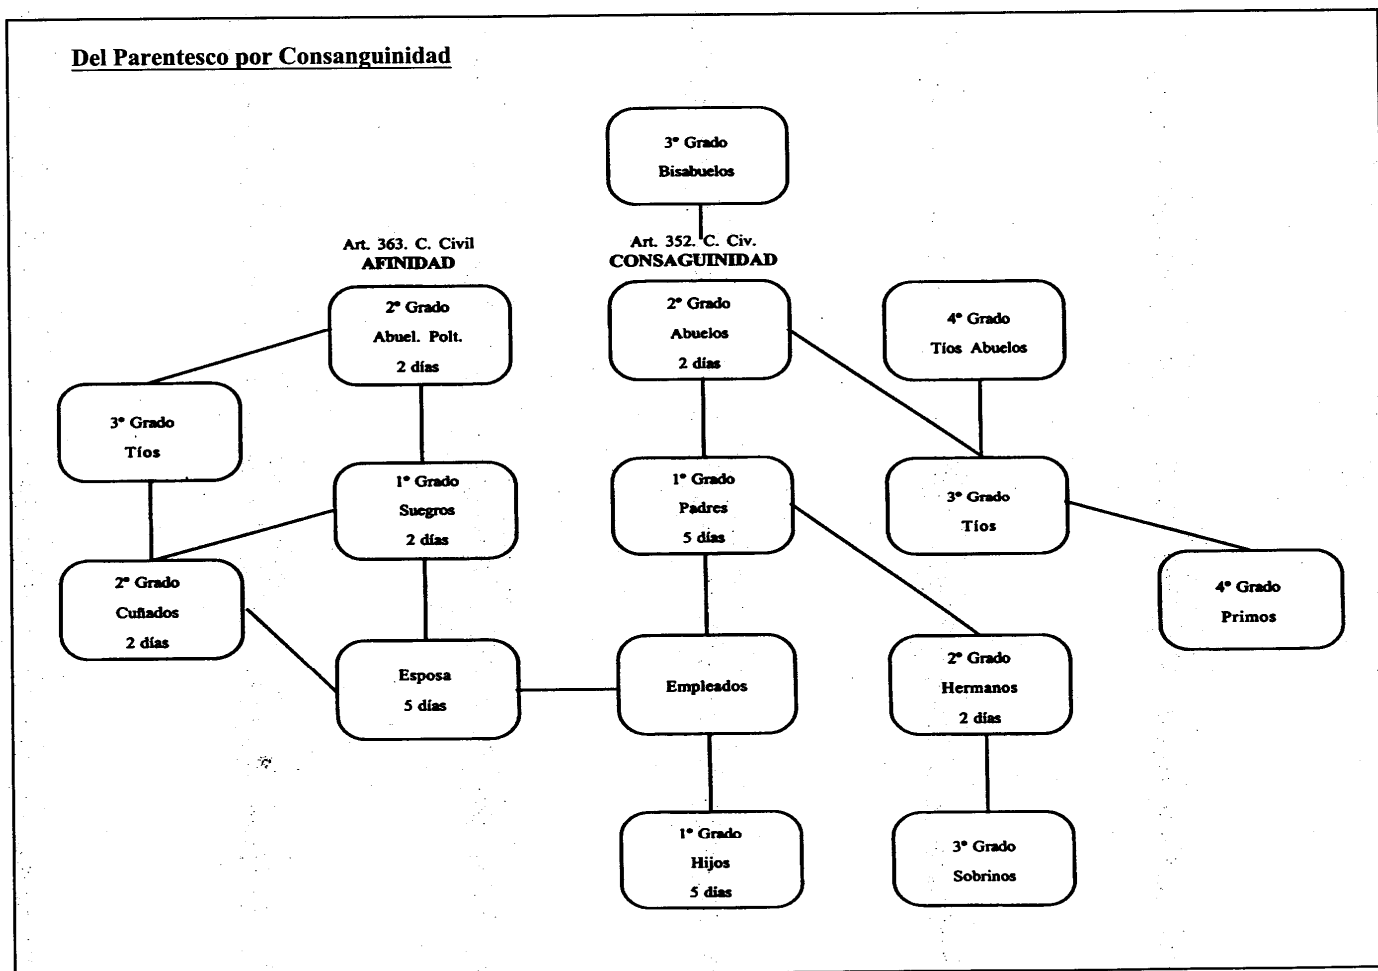 Del Parentesco por Consanguinidad
3° Grado
Bisabuelos
Art. 363. C. Civil
AFINIDAD
Art. 352. C. Civ.
CONSAGUINIDAD
2° Grado
Abuel. Polt.
2 días
2° Grado
Abuelos
2 días
4° Grado
Tíos Abuelos
3° Grado
Tíos
1° Grado
Suegros
2 días
1° Grado
Padres
5 días
3° Grado
Tíos
2° Grado
Cuñados
2 días
4° Grado
Primos
Esposa
5 días
Empleados
2° Grado
Hermanos
2 días
1° Grado
Hijos
5 días
3° Grado
Sobrinos